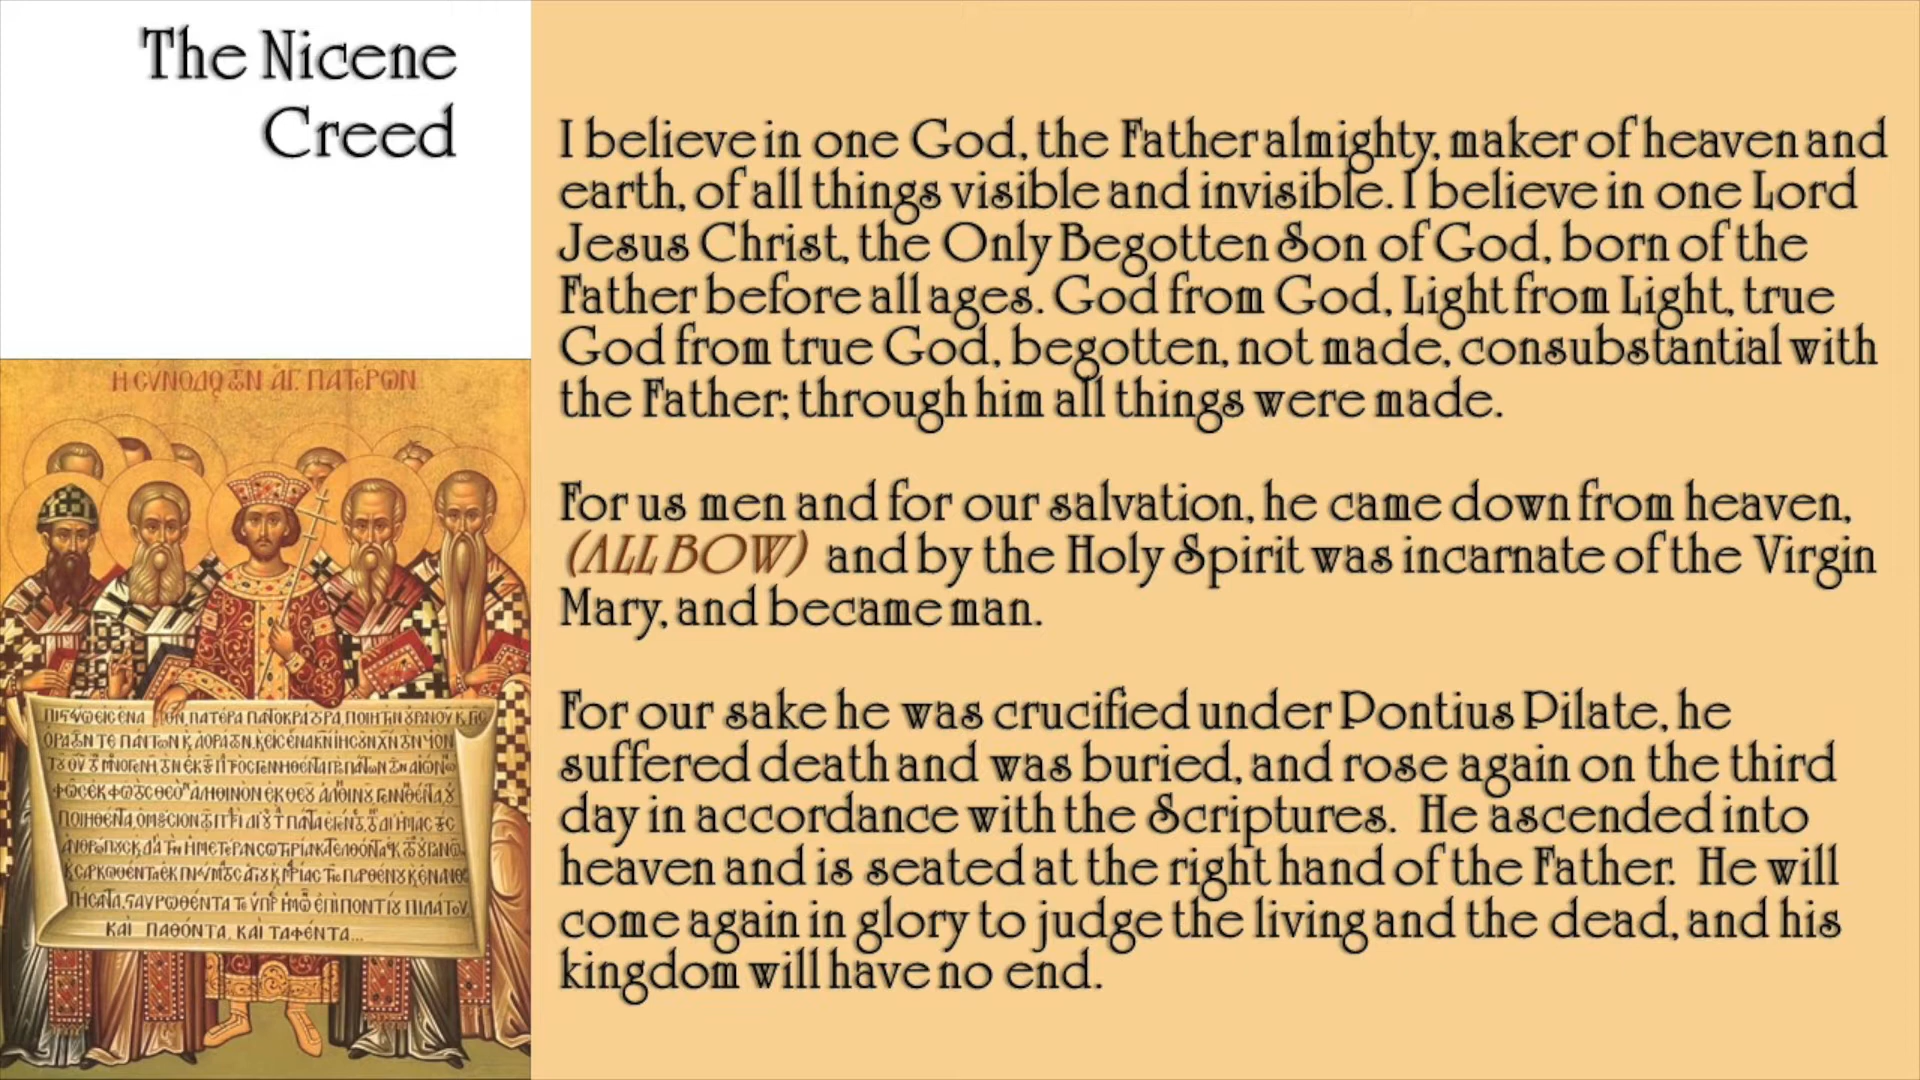 The Nicene
Creed
I believe in one God, the Father almighty, maker of heaven and
earth, of all things visible and invisible. I believe in one Lord
Jesus Christ, the Only Begotten Son of God, born of the
Father before all ages. God from God, Light from Light, true
God from true God, begotten, not made, consubstantial with
the Father; through him all things were made.
For us men and for our salvation, he came down from heaven,
(ALL BOW) and by the Holy Spirit was incarnate of the Virgin
Mary, and became man.
For our sake he was crucified under Pontius Pilate, he
suffered death and was buried, and rose again on the third
day in accordance with the Scriptures. He ascended into
heaven and is seated at the right hand of the Father. He will
come again in glory to judge the living and the dead, and his
kingdom will have no end.
ΚΑΙ ΠΑΘΌΝΤΑ, ΚΑΙ ΤΑΦΈΝΤΑ...